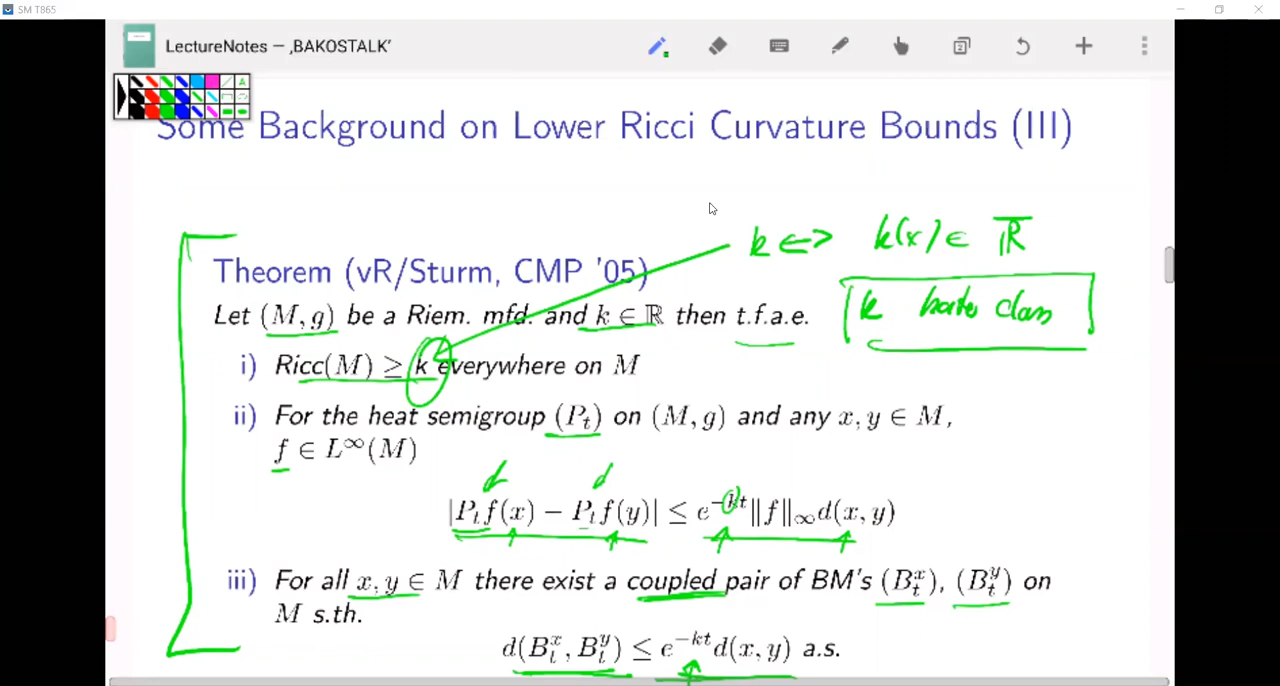 SM T865
LectureNotes – ‚BAKOSTALK’
Some Background on Lower Ricci Curvature Bounds (III)
k ⇔ k(x) ∈ ℝ
Theorem (vR/Sturm, CMP '05)
k class
Let (M, g) be a Riem. mfd. and k ∈ ℝ then t.f.a.e.
i) Ricc(M) ≥ k everywhere on M
ii) For the heat semigroup (P_t) on (M, g) and any x, y ∈ M,
f ∈ L^∞(M)
|P_t f(x) − P_t f(y)| ≤ e^{−kt} ‖f‖_∞ d(x, y)
iii) For all x, y ∈ M there exist a coupled pair of BM's (B_t^x), (B_t^y) on
M s.th.
d(B_t^x, B_t^y) ≤ e^{−kt} d(x, y) a.s.